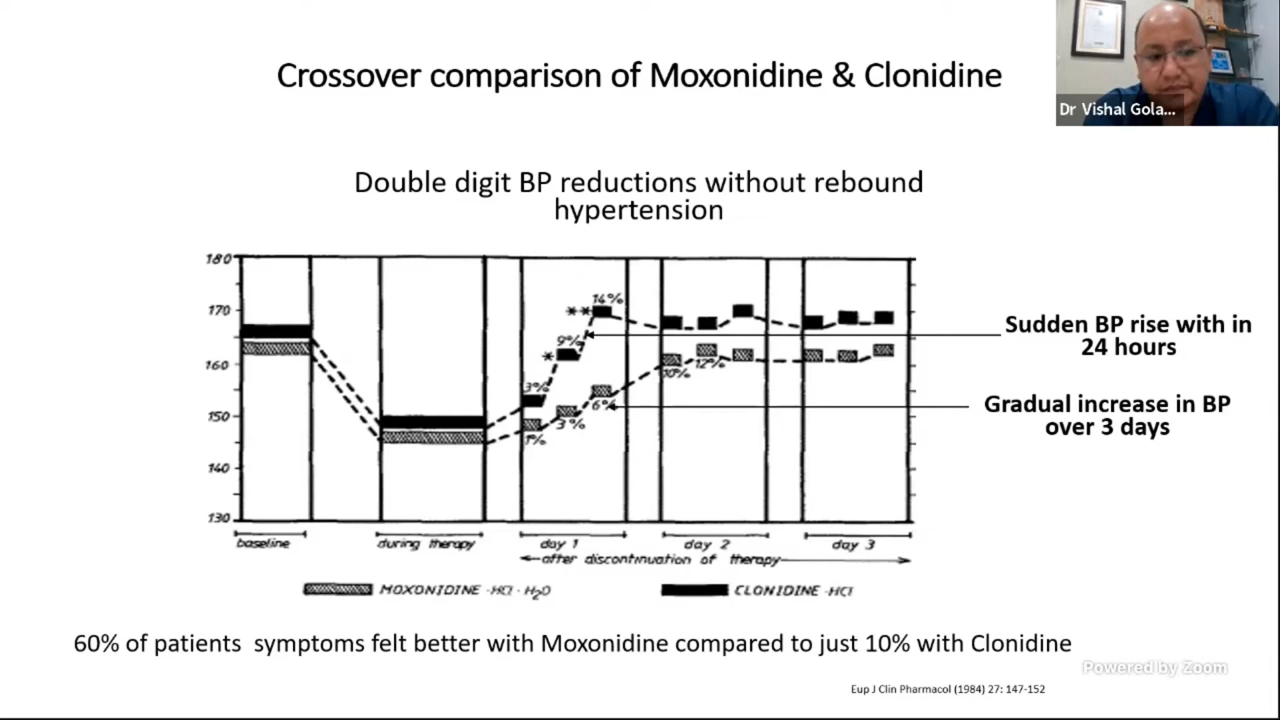 Crossover comparison of Moxonidine & Clonidine
Dr Vishal Gola...
Double digit BP reductions without rebound
hypertension
180
170
160
150
140
130
3%
9%
14%
*
**
1%
3%
6%
10%
12%
Sudden BP rise with in
24 hours
Gradual increase in BP
over 3 days
baseline
during therapy
day 1
day 2
day 3
after discontinuation of therapy
MOXONIDINE -HCl · H₂O
CLONIDINE -HCl
60% of patients  symptoms felt better with Moxonidine compared to just 10% with Clonidine
Powered by Zoom
Eup J Clin Pharmacol (1984) 27: 147-152